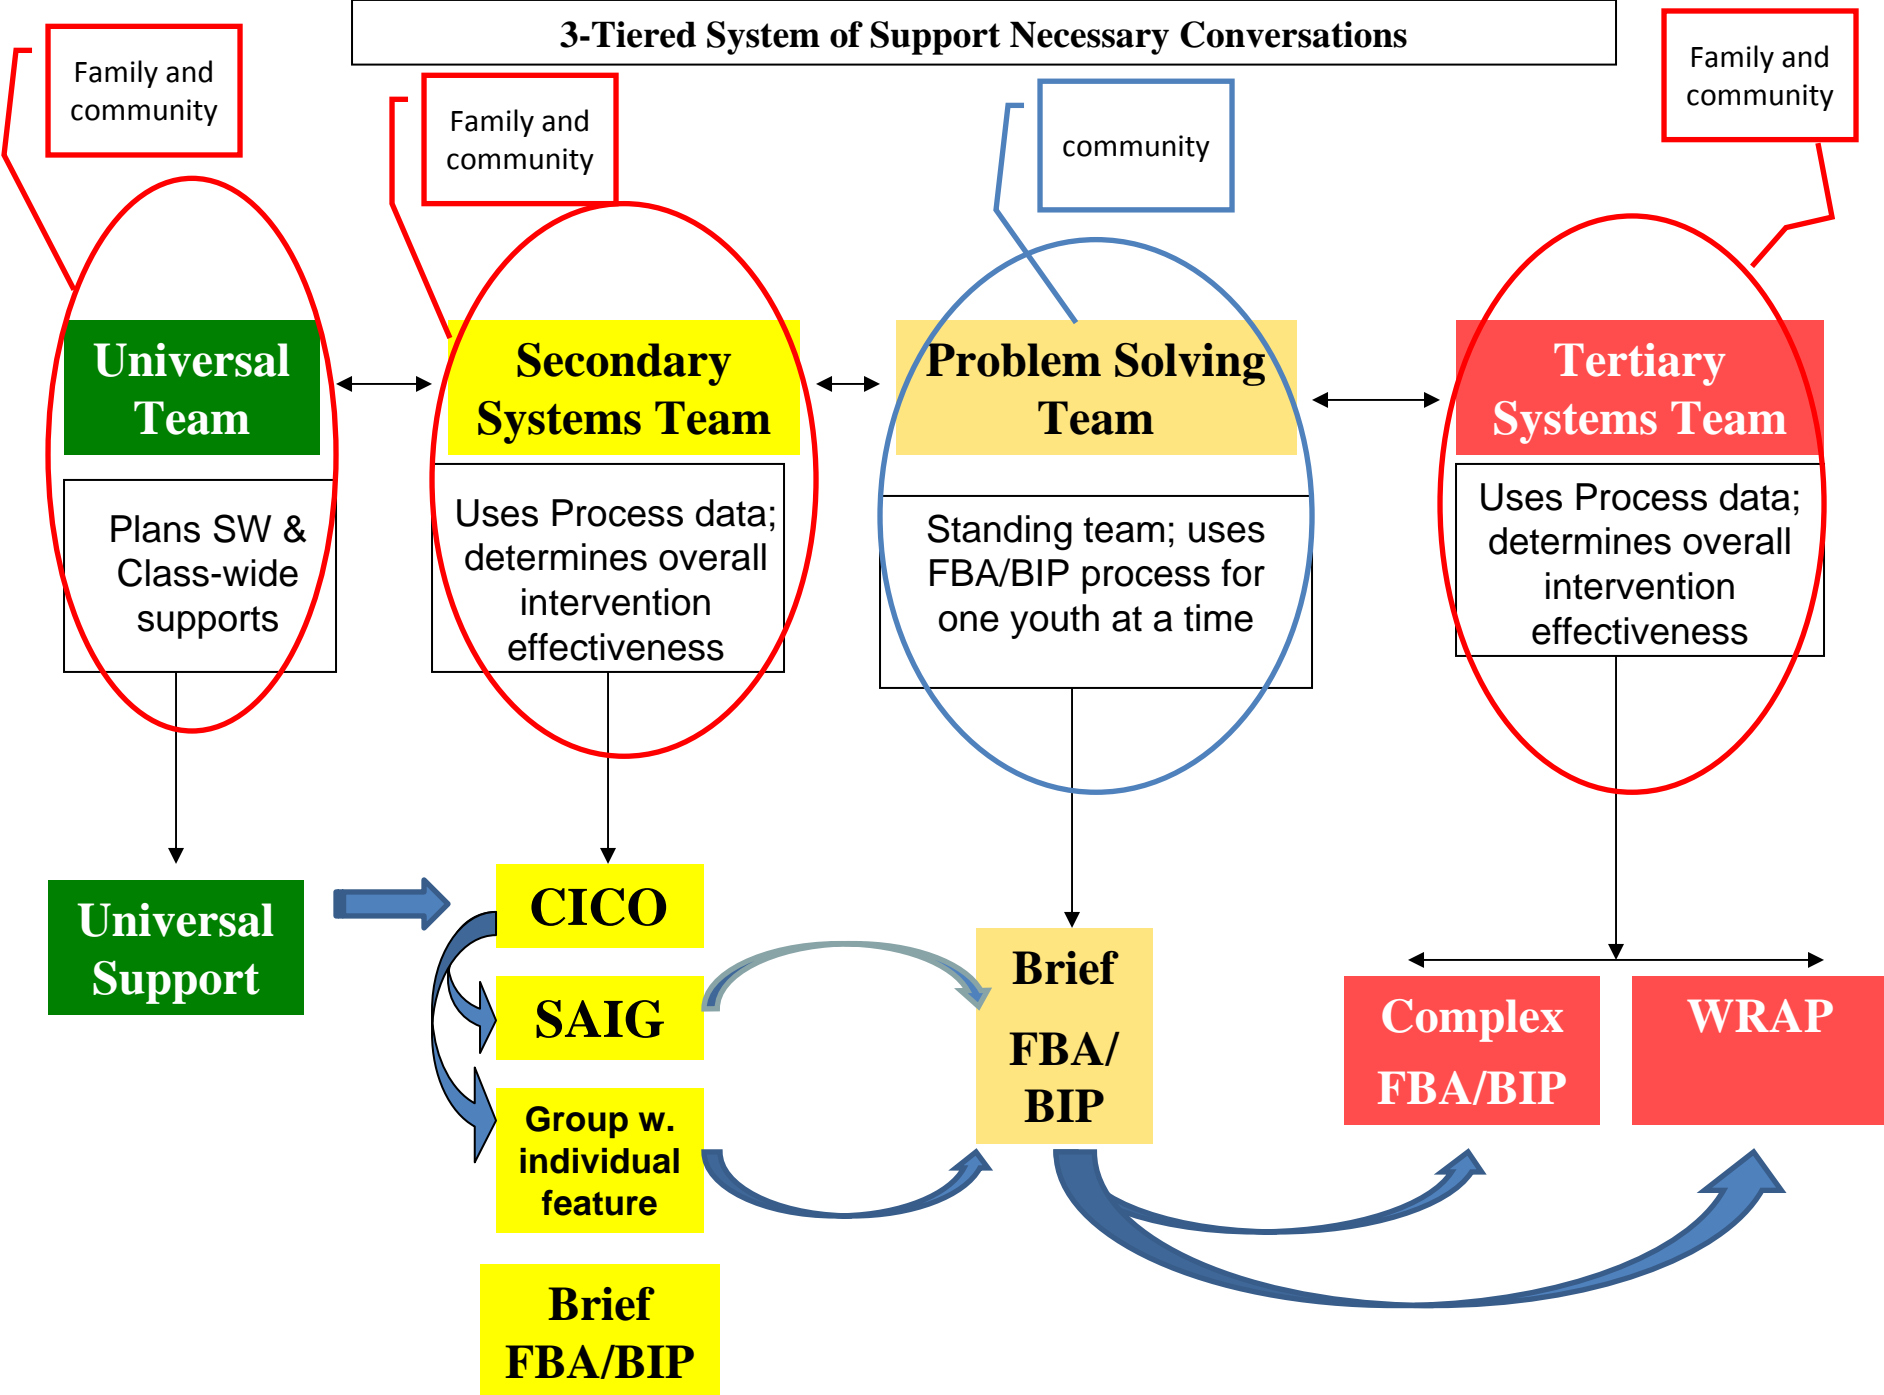 3-Tiered System of Support Necessary Conversations
Family and
community
Family and
community
community
Family and
community
Universal
Team
Secondary
Systems Team
Problem Solving
Team
Tertiary
Systems Team
Plans SW &
Class-wide
supports
Uses Process data;
determines overall
intervention
effectiveness
Standing team; uses
FBA/BIP process for
one youth at a time
Uses Process data;
determines overall
intervention
effectiveness
Universal
Support
CICO
SAIG
Group w.
individual
feature
Brief
FBA/BIP
Brief
FBA/
BIP
Complex
FBA/BIP
WRAP